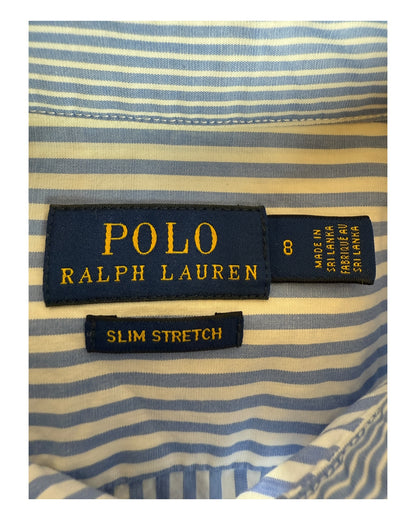 POLO
RALPH LAUREN
8
MADE IN
SRI LANKA
FABRIQUÉ AU
SRI LANKA
SLIM STRETCH